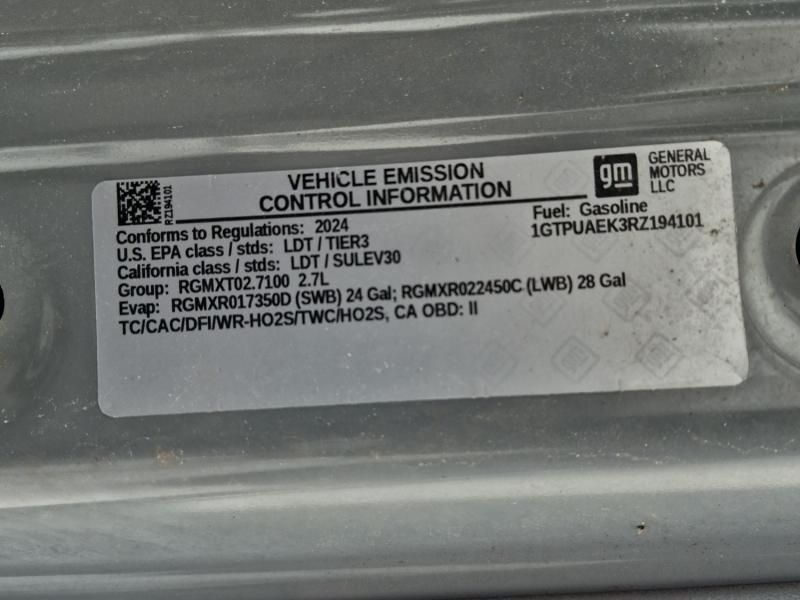 VEHICLE EMISSION
CONTROL INFORMATION
gm
GENERAL
MOTORS
LLC
RZ194101
Conforms to Regulations: 2024
Fuel: Gasoline
U.S. EPA class / stds: LDT / TIER3
1GTPUAEK3RZ194101
California class / stds: LDT / SULEV30
Group: RGMXT02.7100 2.7L
Evap: RGMXR017350D (SWB) 24 Gal; RGMXR022450C (LWB) 28 Gal
TC/CAC/DFI/WR-HO2S/TWC/HO2S, CA OBD: II